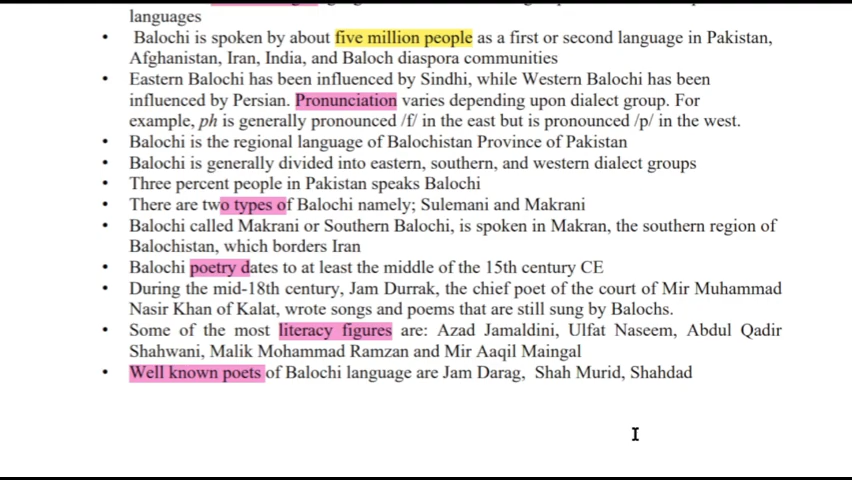 languages
• Balochi is spoken by about five million people as a first or second language in Pakistan,
Afghanistan, Iran, India, and Baloch diaspora communities
• Eastern Balochi has been influenced by Sindhi, while Western Balochi has been
influenced by Persian. Pronunciation varies depending upon dialect group. For
example, ph is generally pronounced /f/ in the east but is pronounced /p/ in the west.
• Balochi is the regional language of Balochistan Province of Pakistan
• Balochi is generally divided into eastern, southern, and western dialect groups
• Three percent people in Pakistan speaks Balochi
• There are two types of Balochi namely; Sulemani and Makrani
• Balochi called Makrani or Southern Balochi, is spoken in Makran, the southern region of
Balochistan, which borders Iran
• Balochi poetry dates to at least the middle of the 15th century CE
• During the mid-18th century, Jam Durrak, the chief poet of the court of Mir Muhammad
Nasir Khan of Kalat, wrote songs and poems that are still sung by Balochs.
• Some of the most literacy figures are: Azad Jamaldini, Ulfat Naseem, Abdul Qadir
Shahwani, Malik Mohammad Ramzan and Mir Aaqil Maingal
• Well known poets of Balochi language are Jam Darag, Shah Murid, Shahdad